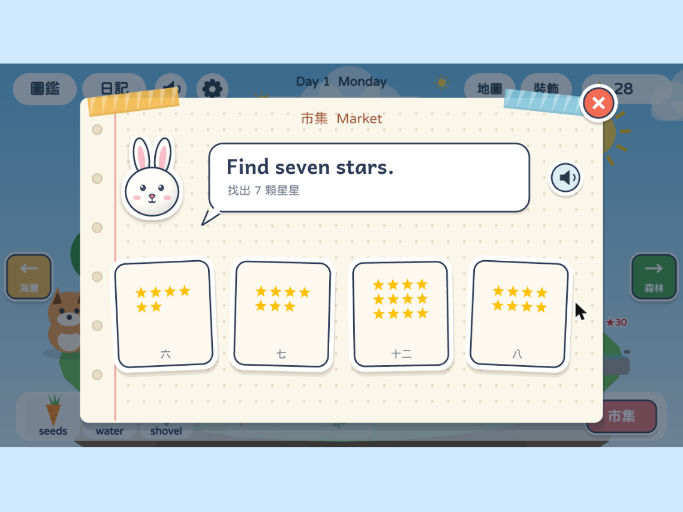 圖鑑
日記
Day 1 Monday
地圖
裝飾
28
市集 Market
Find seven stars.
找出 7 顆星星
海灘
森林
★30
六
七
十二
八
seeds
water
shovel
市集